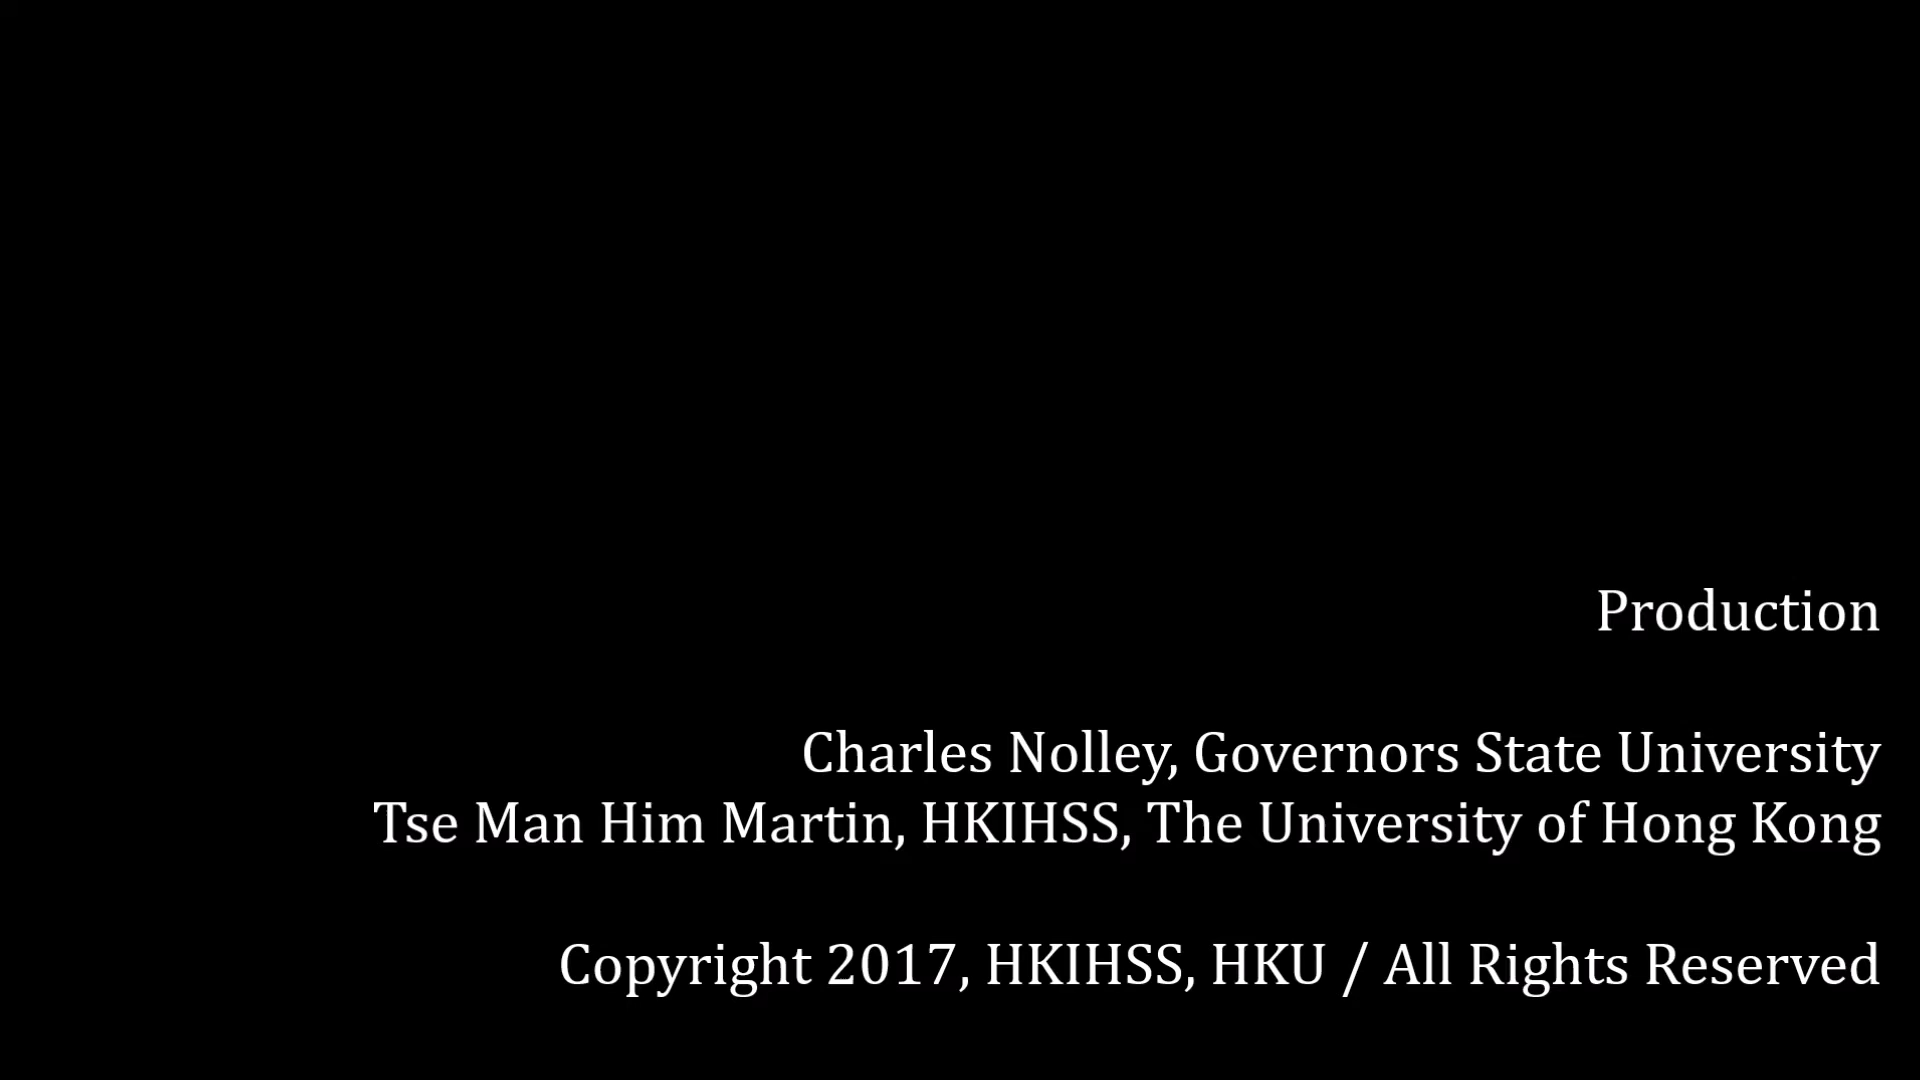 Production
Charles Nolley, Governors State University
Tse Man Him Martin, HKIHSS, The University of Hong Kong
Copyright 2017, HKIHSS, HKU / All Rights Reserved